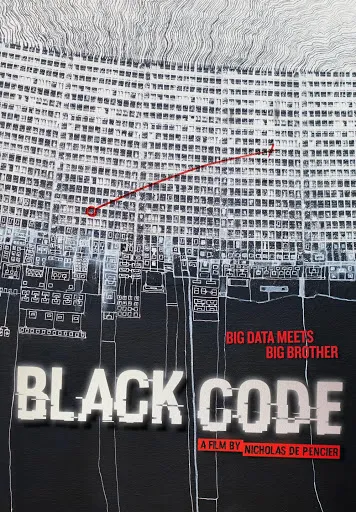 BIG DATA MEETS
BIG BROTHER
BLACK CODE
A FILM BY NICHOLAS DE PENCIER